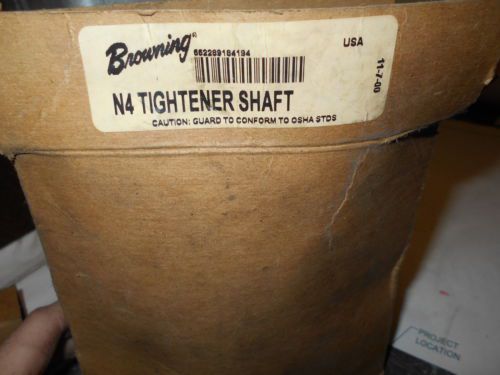 Browning®
662289184194
USA
11-7-00
N4 TIGHTENER SHAFT
CAUTION: GUARD TO CONFORM TO OSHA STDS
PROJECT
LOCATION